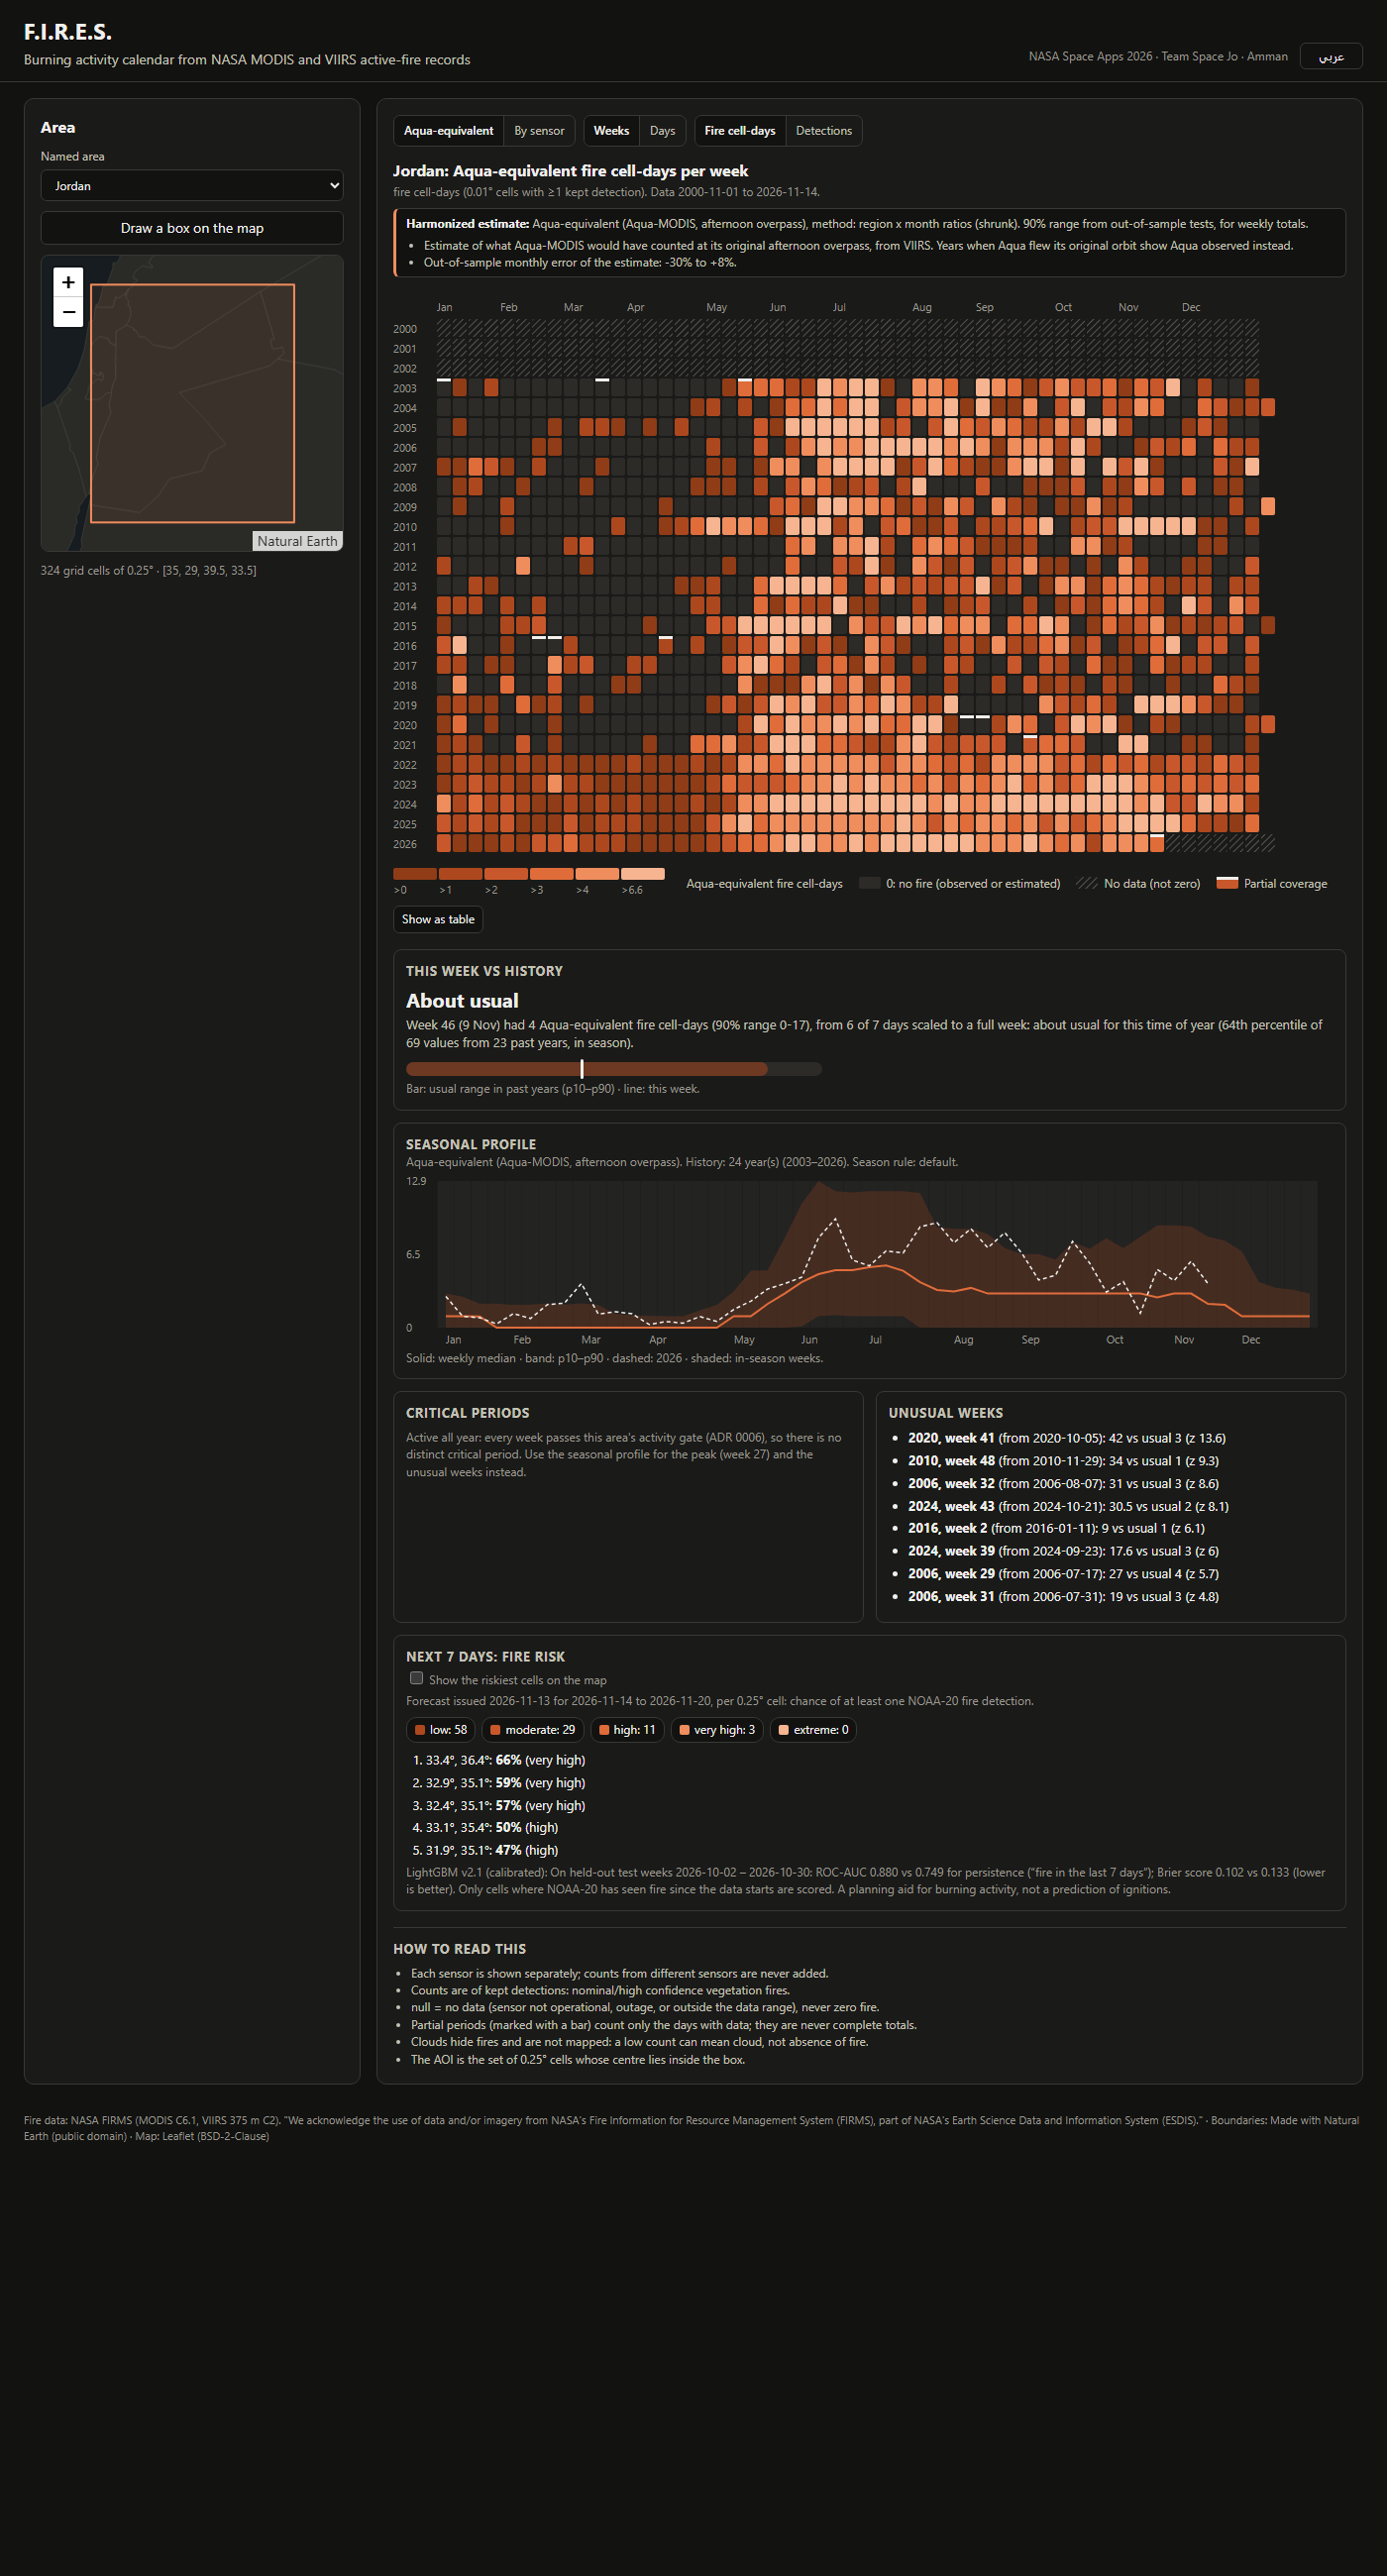 F.I.R.E.S.
Burning activity calendar from NASA MODIS and VIIRS active-fire records
NASA Space Apps 2026 · Team Space Jo · Amman
عربي
Area
Named area
Jordan
Draw a box on the map
+
−
Natural Earth
324 grid cells of 0.25° · [35, 29, 39.5, 33.5]
Aqua-equivalent By sensor Weeks Days Fire cell-days Detections
Jordan: Aqua-equivalent fire cell-days per week
fire cell-days (0.01° cells with ≥1 kept detection). Data 2000-11-01 to 2026-11-14.
Harmonized estimate: Aqua-equivalent (Aqua-MODIS, afternoon overpass), method: region x month ratios (shrunk). 90% range from out-of-sample tests, for weekly totals.
• Estimate of what Aqua-MODIS would have counted at its original afternoon overpass, from VIIRS. Years when Aqua flew its original orbit show Aqua observed instead.
• Out-of-sample monthly error of the estimate: -30% to +8%.
Jan Feb Mar Apr May Jun Jul Aug Sep Oct Nov Dec
2000
2001
2002
2003
2004
2005
2006
2007
2008
2009
2010
2011
2012
2013
2014
2015
2016
2017
2018
2019
2020
2021
2022
2023
2024
2025
2026
>0 >1 >2 >3 >4 >6.6
Aqua-equivalent fire cell-days 0: no fire (observed or estimated) No data (not zero) Partial coverage
Show as table
THIS WEEK VS HISTORY
About usual
Week 46 (9 Nov) had 4 Aqua-equivalent fire cell-days (90% range 0-17), from 6 of 7 days scaled to a full week: about usual for this time of year (64th percentile of
69 values from 23 past years, in season).
Bar: usual range in past years (p10–p90) · line: this week.
SEASONAL PROFILE
Aqua-equivalent (Aqua-MODIS, afternoon overpass). History: 24 year(s) (2003–2026). Season rule: default.
12.9
6.5
0
Jan Feb Mar Apr May Jun Jul Aug Sep Oct Nov Dec
Solid: weekly median · band: p10–p90 · dashed: 2026 · shaded: in-season weeks.
CRITICAL PERIODS
Active all year: every week passes this area's activity gate (ADR 0006), so there is no
distinct critical period. Use the seasonal profile for the peak (week 27) and the
unusual weeks instead.
UNUSUAL WEEKS
• 2020, week 41 (from 2020-10-05): 42 vs usual 3 (z 13.6)
• 2010, week 48 (from 2010-11-29): 34 vs usual 1 (z 9.3)
• 2006, week 32 (from 2006-08-07): 31 vs usual 3 (z 8.6)
• 2024, week 43 (from 2024-10-21): 30.5 vs usual 2 (z 8.1)
• 2016, week 2 (from 2016-01-11): 9 vs usual 1 (z 6.1)
• 2024, week 39 (from 2024-09-23): 17.6 vs usual 3 (z 6)
• 2006, week 29 (from 2006-07-17): 27 vs usual 4 (z 5.7)
• 2006, week 31 (from 2006-07-31): 19 vs usual 3 (z 4.8)
NEXT 7 DAYS: FIRE RISK
Show the riskiest cells on the map
Forecast issued 2026-11-13 for 2026-11-14 to 2026-11-20, per 0.25° cell: chance of at least one NOAA-20 fire detection.
low: 58 moderate: 29 high: 11 very high: 3 extreme: 0
1. 33.4°, 36.4°: 66% (very high)
2. 32.9°, 35.1°: 59% (very high)
3. 32.4°, 35.1°: 57% (very high)
4. 33.1°, 35.4°: 50% (high)
5. 31.9°, 35.1°: 47% (high)
LightGBM v2.1 (calibrated): On held-out test weeks 2026-10-02 – 2026-10-30: ROC-AUC 0.880 vs 0.749 for persistence ("fire in the last 7 days"); Brier score 0.102 vs 0.133 (lower
is better). Only cells where NOAA-20 has seen fire since the data starts are scored. A planning aid for burning activity, not a prediction of ignitions.
HOW TO READ THIS
• Each sensor is shown separately; counts from different sensors are never added.
• Counts are of kept detections: nominal/high confidence vegetation fires.
• null = no data (sensor not operational, outage, or outside the data range), never zero fire.
• Partial periods (marked with a bar) count only the days with data; they are never complete totals.
• Clouds hide fires and are not mapped: a low count can mean cloud, not absence of fire.
• The AOI is the set of 0.25° cells whose centre lies inside the box.
Fire data: NASA FIRMS (MODIS C6.1, VIIRS 375 m C2). "We acknowledge the use of data and/or imagery from NASA's Fire Information for Resource Management System (FIRMS), part of NASA's Earth Science Data and Information System (ESDIS)." · Boundaries: Made with Natural
Earth (public domain) · Map: Leaflet (BSD-2-Clause)